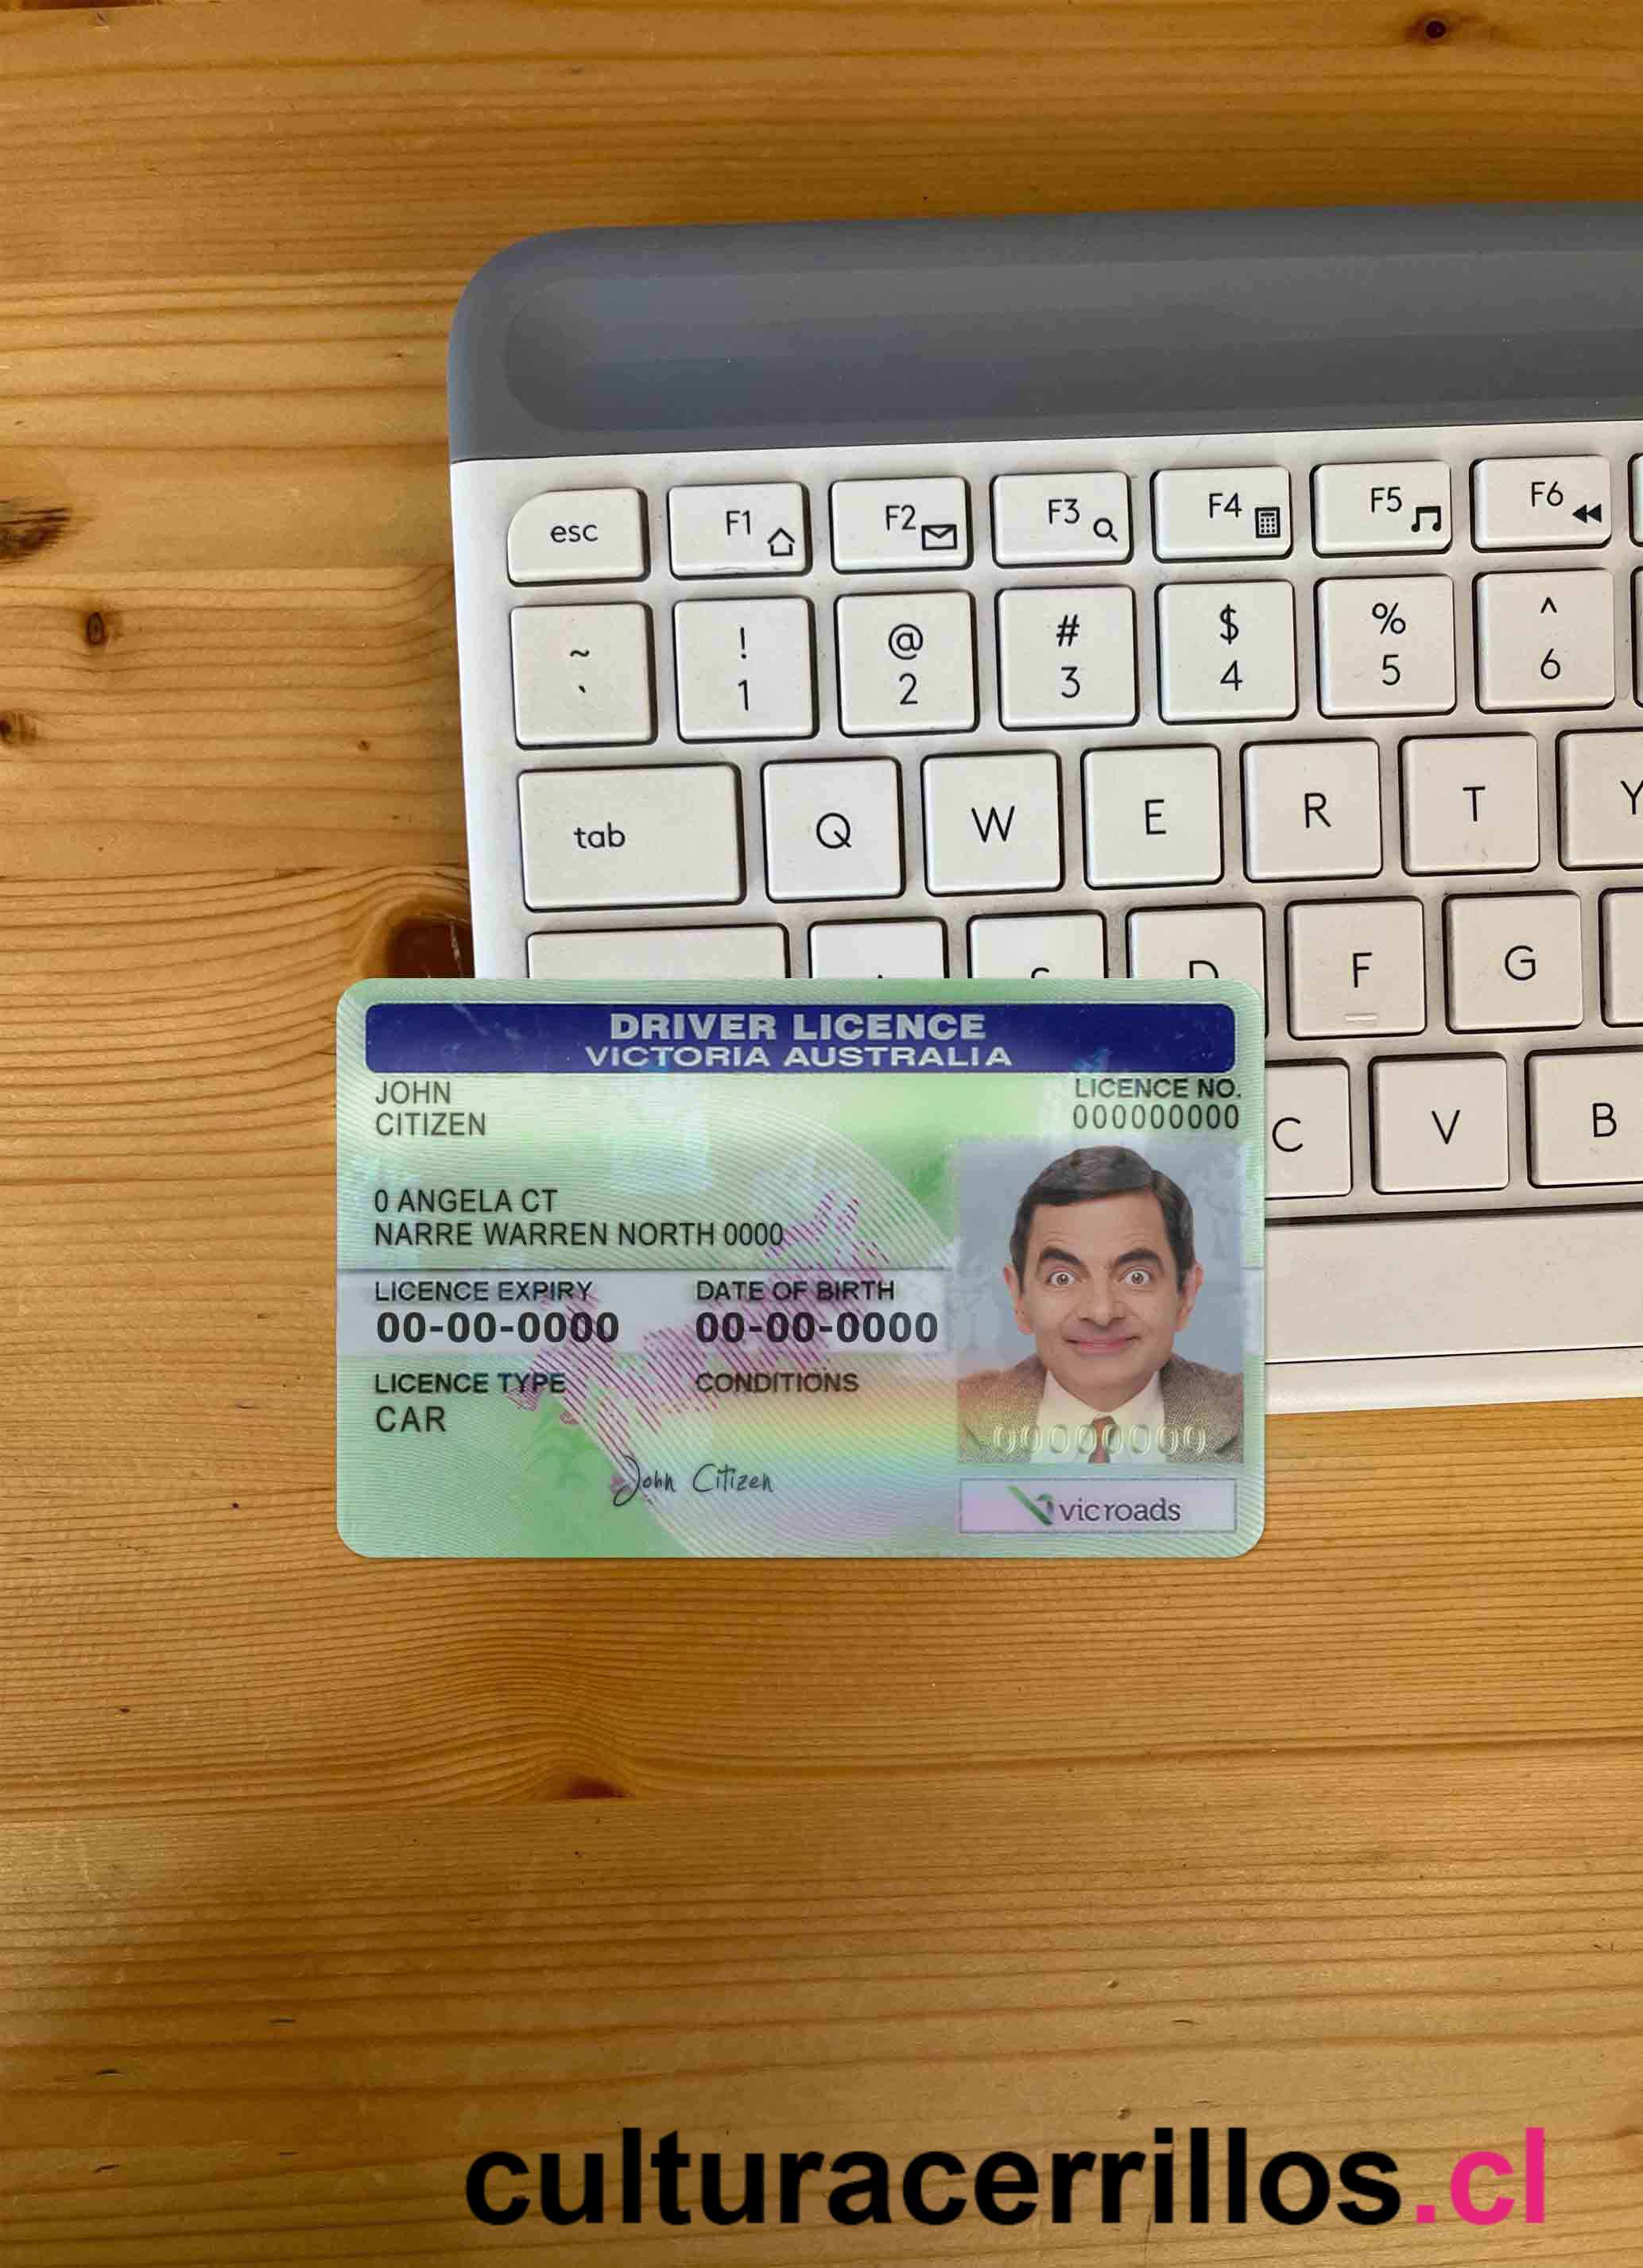 esc F1 F2 F3 F4 F5 F6
~ ! @ # $ % ^
` 1 2 3 4 5 6
tab Q W E R T Y
S D F G
C V B
DRIVER LICENCE
VICTORIA AUSTRALIA
JOHN
CITIZEN
LICENCE NO.
000000000
0 ANGELA CT
NARRE WARREN NORTH 0000
LICENCE EXPIRY DATE OF BIRTH
00-00-0000 00-00-0000
LICENCE TYPE CONDITIONS
CAR
John Citizen
vicroads
culturacerrillos.cl